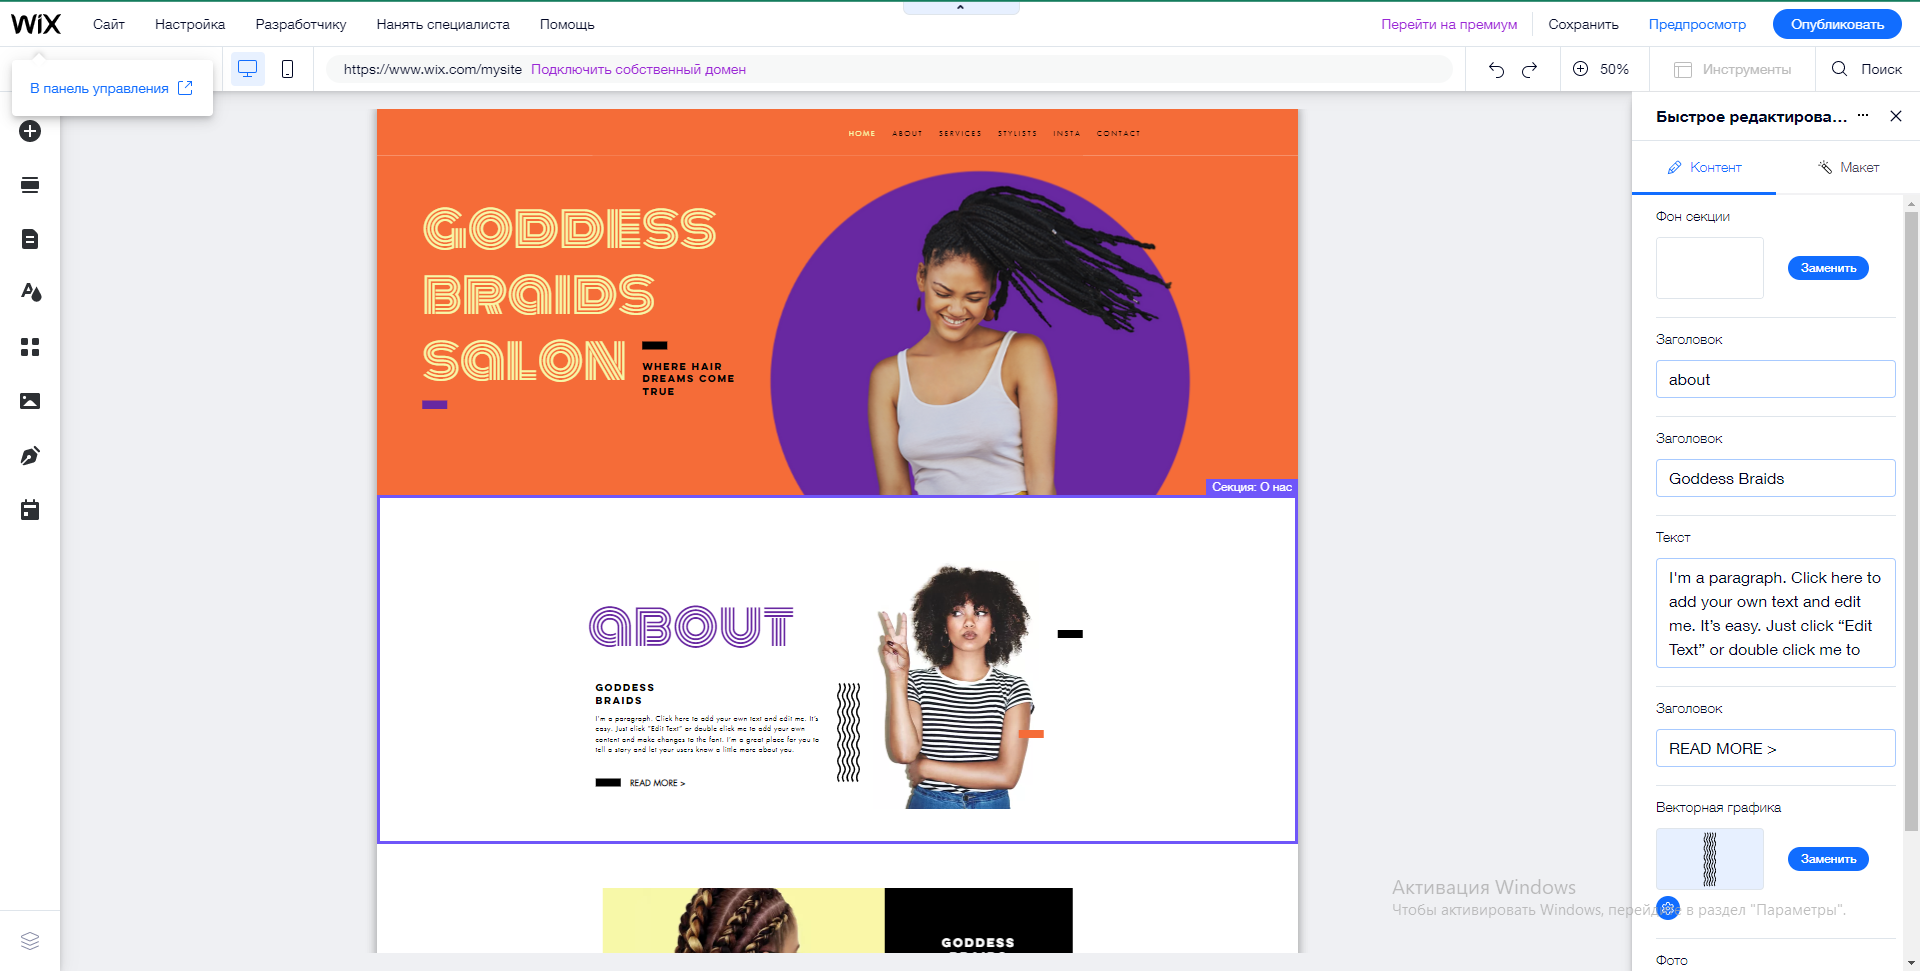 WIX
Сайт
Настройка
Разработчику
Нанять специалиста
Помощь
Перейти на премиум
Сохранить
Предпросмотр
Опубликовать
В панель управления
https://www.wix.com/mysite Подключить собственный домен
50%
Инструменты
Поиск
HOME
ABOUT
SERVICES
STYLISTS
INSTA
CONTACT
GODDESS
BRAIDS
SALON
WHERE HAIR
DREAMS COME
TRUE
Секция: О нас
ABOUT
GODDESS
BRAIDS
I'm a paragraph. Click here to add your own text and edit me. It's
easy. Just click "Edit Text" or double click me to add your own
content and make changes to the font. I'm a great place for you to
tell a story and let your users know a little more about you.
READ MORE >
GODDESS
BRAIDS
Быстрое редактирова...
Контент
Макет
Фон секции
Заменить
Заголовок
about
Заголовок
Goddess Braids
Текст
I'm a paragraph. Click here to
add your own text and edit
me. It's easy. Just click “Edit
Text” or double click me to
Заголовок
READ MORE >
Векторная графика
Заменить
Фото
Активация Windows
Чтобы активировать Windows, перейдите в раздел "Параметры".